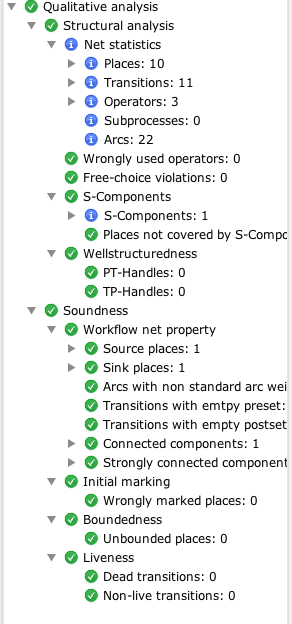 Qualitative analysis
Structural analysis
Net statistics
Places: 10
Transitions: 11
Operators: 3
Subprocesses: 0
Arcs: 22
Wrongly used operators: 0
Free-choice violations: 0
S-Components
S-Components: 1
Places not covered by S-Compo
Wellstructuredness
PT-Handles: 0
TP-Handles: 0
Soundness
Workflow net property
Source places: 1
Sink places: 1
Arcs with non standard arc wei
Transitions with emtpy preset:
Transitions with empty postset
Connected components: 1
Strongly connected component
Initial marking
Wrongly marked places: 0
Boundedness
Unbounded places: 0
Liveness
Dead transitions: 0
Non-live transitions: 0